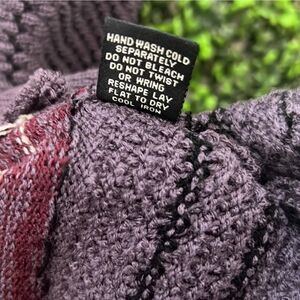 HAND WASH COLD
SEPARATELY
DO NOT BLEACH
DO NOT TWIST
OR WRING
RESHAPE LAY
FLAT TO DRY
COOL IRON